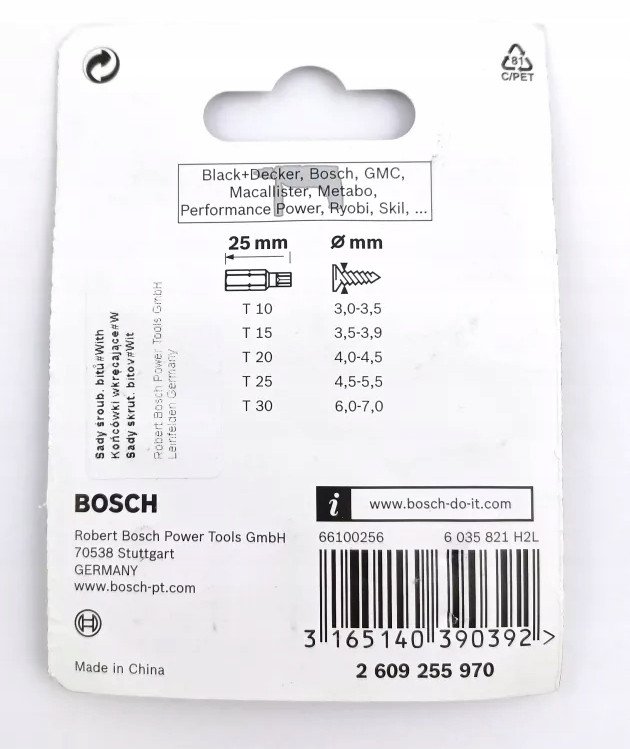 81
C/PET
Black+Decker, Bosch, GMC,
Macallister, Metabo,
Performance Power, Ryobi, Skil, ...
25 mm Ø mm
T 10 3,0-3,5
T 15 3,5-3,9
T 20 4,0-4,5
T 25 4,5-5,5
T 30 6,0-7,0
Sady śroub. bitů#With
Końcówki wkręcające#W
Sady skrut. bitov#Wit
Robert Bosch Power Tools GmbH
Leinfelden Germany
BOSCH
Robert Bosch Power Tools GmbH
70538 Stuttgart
GERMANY
www.bosch-pt.com
Made in China
i www.bosch-do-it.com
66100256 6 035 821 H2L
3 165140 390392 >
2 609 255 970